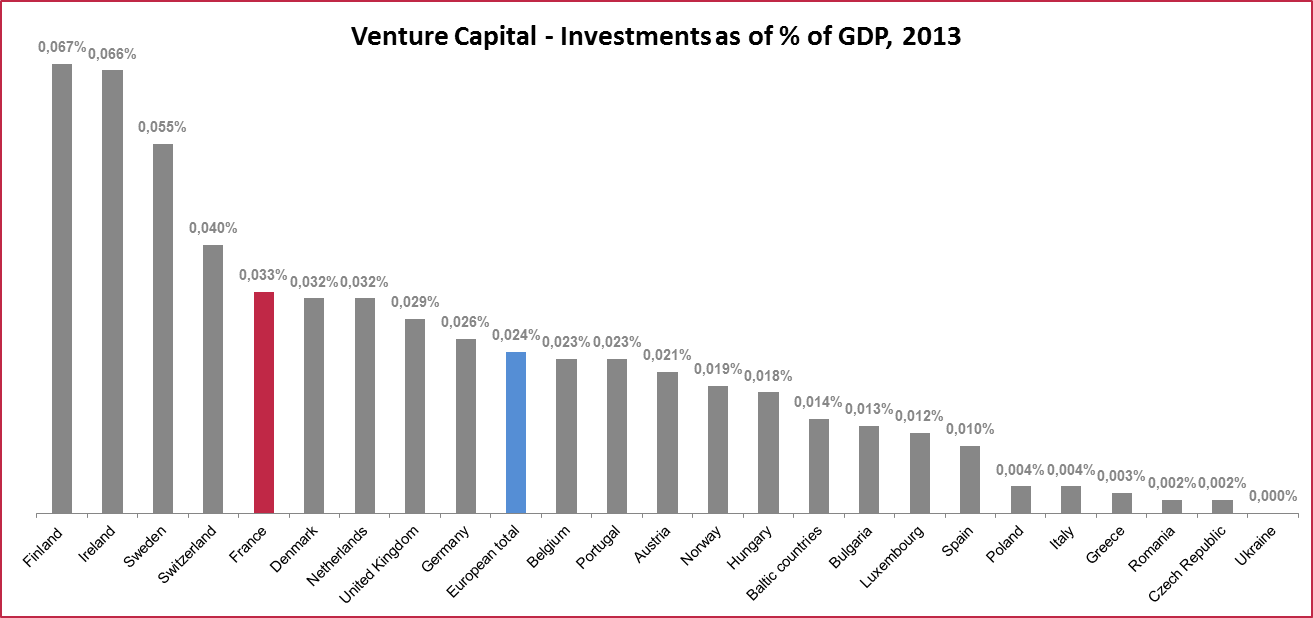 Venture Capital - Investments as of % of GDP, 2013
0,067%
0,066%
0,055%
0,040%
0,033%
0,032%
0,032%
0,029%
0,026%
0,024%
0,023%
0,023%
0,021%
0,019%
0,018%
0,014%
0,013%
0,012%
0,010%
0,004%
0,004%
0,003%
0,002%
0,002%
0,000%
Finland
Ireland
Sweden
Switzerland
France
Denmark
Netherlands
United Kingdom
Germany
European total
Belgium
Portugal
Austria
Norway
Hungary
Baltic countries
Bulgaria
Luxembourg
Spain
Poland
Italy
Greece
Romania
Czech Republic
Ukraine